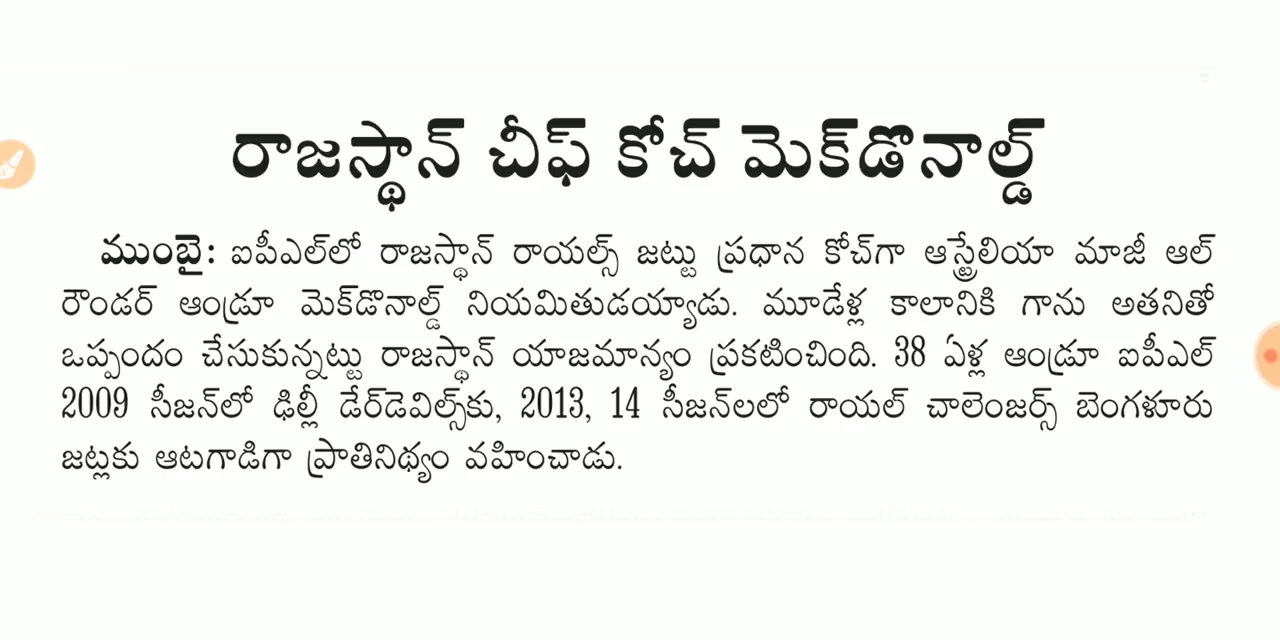 రాజస్థాన్ చీఫ్ కోచ్ మెక్‌డొనాల్డ్
ముంబై: ఐపీఎల్‌లో రాజస్థాన్ రాయల్స్ జట్టు ప్రధాన కోచ్‌గా ఆస్ట్రేలియా మాజీ ఆల్
రౌండర్ ఆండ్రూ మెక్‌డొనాల్డ్ నియమితుడయ్యాడు. మూడేళ్ల కాలానికి గాను అతనితో
ఒప్పందం చేసుకున్నట్టు రాజస్థాన్ యాజమాన్యం ప్రకటించింది. 38 ఏళ్ల ఆండ్రూ ఐపీఎల్
2009 సీజన్‌లో ఢిల్లీ డేర్‌డెవిల్స్‌కు, 2013, 14 సీజన్‌లలో రాయల్ చాలెంజర్స్ బెంగళూరు
జట్లకు ఆటగాడిగా ప్రాతినిథ్యం వహించాడు.